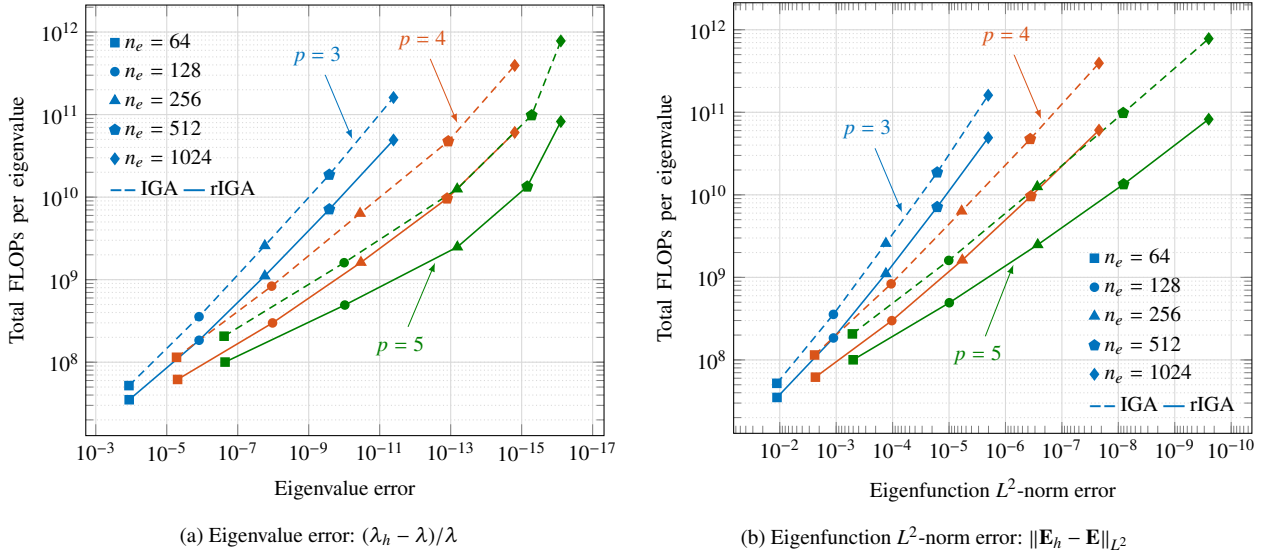 Total FLOPs per eigenvalue
10^12
10^11
10^10
10^9
10^8
n_e = 64
n_e = 128
n_e = 256
n_e = 512
n_e = 1024
IGA rIGA
p = 3
p = 4
p = 5
10^−3 10^−5 10^−7 10^−9 10^−11 10^−13 10^−15 10^−17
Eigenvalue error
(a) Eigenvalue error: (λ_h − λ)/λ
Total FLOPs per eigenvalue
10^12
10^11
10^10
10^9
10^8
p = 4
p = 3
p = 5
n_e = 64
n_e = 128
n_e = 256
n_e = 512
n_e = 1024
IGA rIGA
10^−2 10^−3 10^−4 10^−5 10^−6 10^−7 10^−8 10^−9 10^−10
Eigenfunction L^2-norm error
(b) Eigenfunction L^2-norm error: ‖E_h − E‖_{L^2}